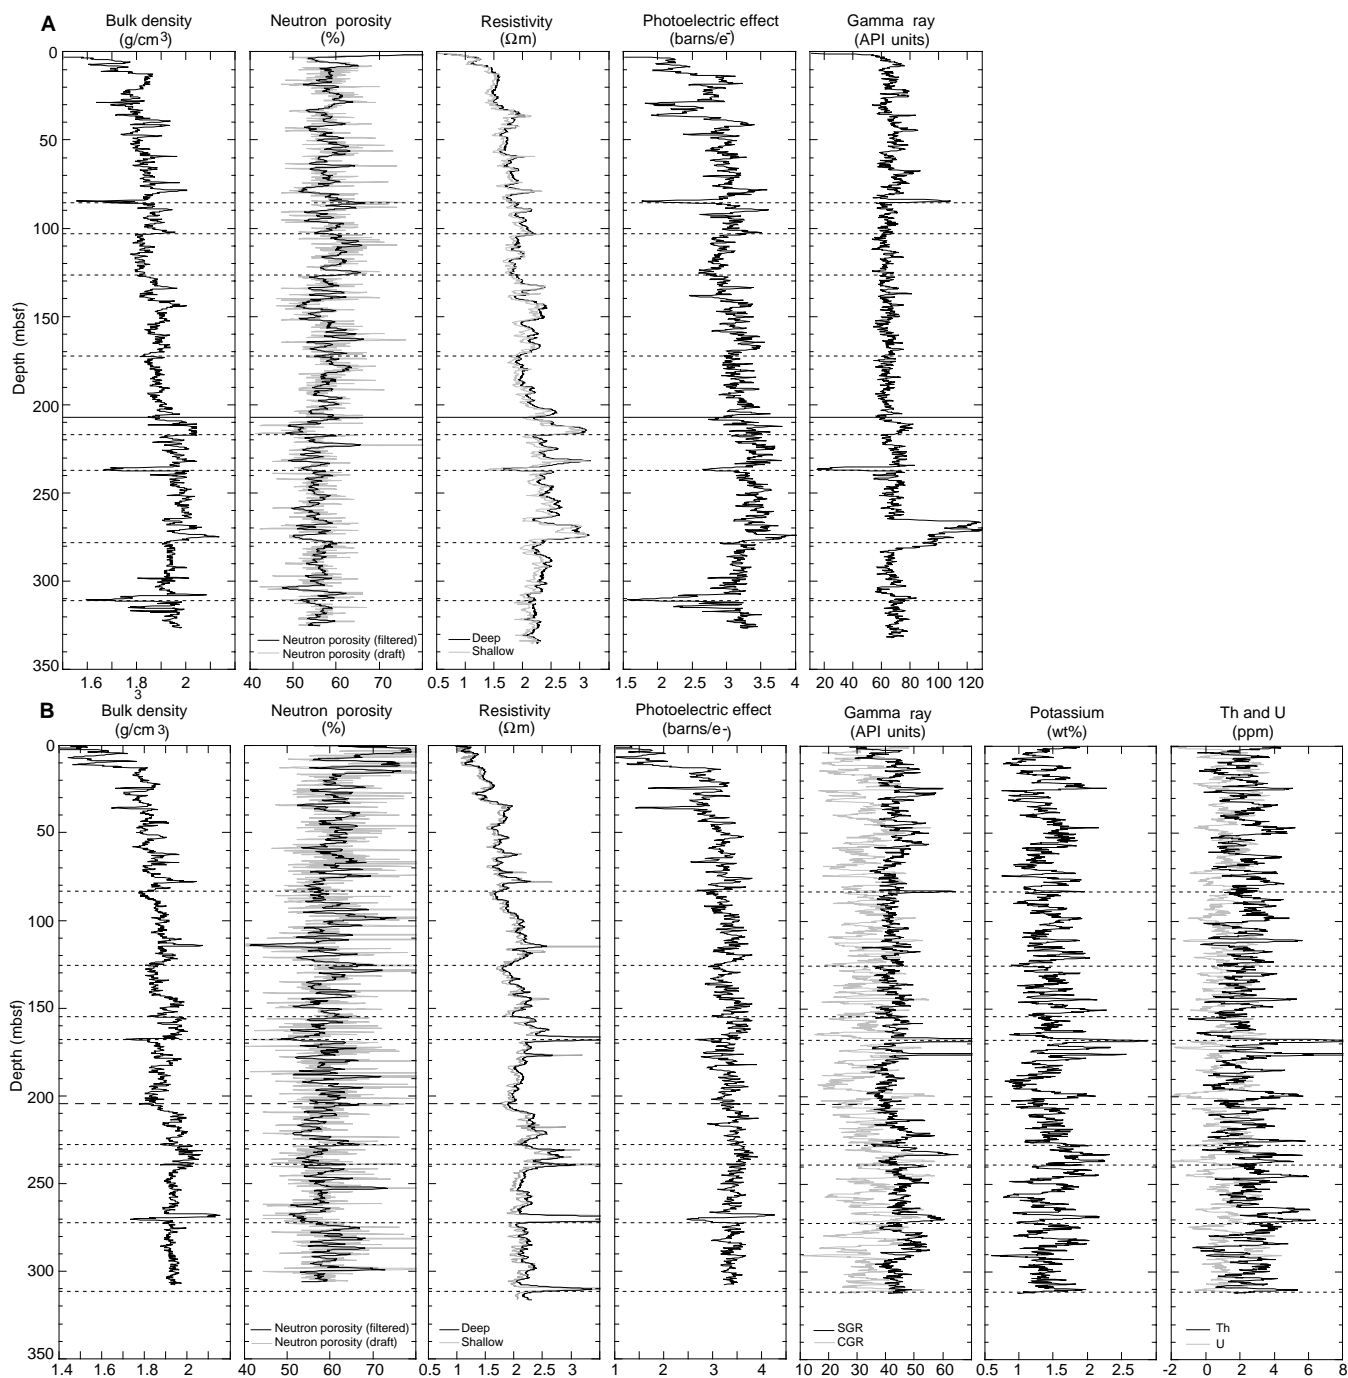 A
Bulk density
(g/cm3)
Neutron porosity
(%)
Resistivity
(Ωm)
Photoelectric effect
(barns/e-)
Gamma ray
(API units)
0
50
100
150
200
250
300
350
Depth (mbsf)
Neutron porosity (filtered)
Neutron porosity (draft)
Deep
Shallow
1.6 1.8 2
3
40 50 60 70 80
0.5 1 1.5 2 2.5 3 3.5
1.5 2 2.5 3 3.5 4
20 40 60 80 100 120
B
Bulk density
(g/cm3)
Neutron porosity
(%)
Resistivity
(Ωm)
Photoelectric effect
(barns/e-)
Gamma ray
(API units)
Potassium
(wt%)
Th and U
(ppm)
0
50
100
150
200
250
300
350
Depth (mbsf)
Neutron porosity (filtered)
Neutron porosity (draft)
Deep
Shallow
SGR
CGR
Th
U
1.4 1.6 1.8 2 2.2
40 50 60 70
0.5 1 1.5 2 2.5 3
1 2 3 4
10 20 30 40 50 60 70
0.5 1 1.5 2 2.5
-2 0 2 4 6 8